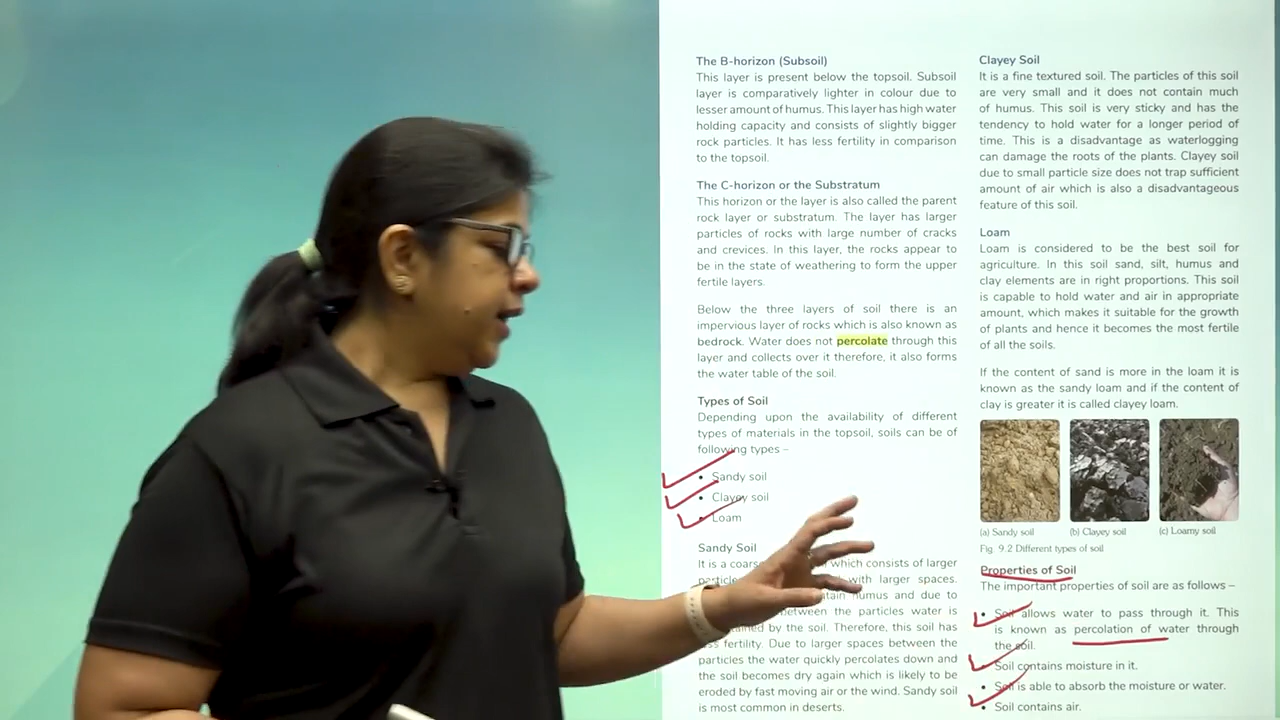 The B-horizon (Subsoil)
This layer is present below the topsoil. Subsoil
layer is comparatively lighter in colour due to
lesser amount of humus. This layer has high water
holding capacity and consists of slightly bigger
rock particles. It has less fertility in comparison
to the topsoil.
The C-horizon or the Substratum
This horizon or the layer is also called the parent
rock layer or substratum. The layer has larger
particles of rocks with large number of cracks
and crevices. In this layer, the rocks appear to
be in the state of weathering to form the upper
fertile layers.
Below the three layers of soil there is an
impervious layer of rocks which is also known as
bedrock. Water does not percolate through this
layer and collects over it therefore, it also forms
the water table of the soil.
Types of Soil
Depending upon the availability of different
types of materials in the topsoil, soils can be of
following types –
• Sandy soil
• Clayey soil
• Loam
Sandy Soil
It is a which consists of larger
with larger spaces.
humus and due to
between the particles water is
by the soil. Therefore, this soil has
fertility. Due to larger spaces between the
particles the water quickly percolates down and
the soil becomes dry again which is likely to be
eroded by fast moving air or the wind. Sandy soil
is most common in deserts.
Clayey Soil
It is a fine textured soil. The particles of this soil
are very small and it does not contain much
of humus. This soil is very sticky and has the
tendency to hold water for a longer period of
time. This is a disadvantage as waterlogging
can damage the roots of the plants. Clayey soil
due to small particle size does not trap sufficient
amount of air which is also a disadvantageous
feature of this soil.
Loam
Loam is considered to be the best soil for
agriculture. In this soil sand, silt, humus and
clay elements are in right proportions. This soil
is capable to hold water and air in appropriate
amount, which makes it suitable for the growth
of plants and hence it becomes the most fertile
of all the soils.
If the content of sand is more in the loam it is
known as the sandy loam and if the content of
clay is greater it is called clayey loam.
(a) Sandy soil (b) Clayey soil (c) Loamy soil
Fig. 9.2 Different types of soil
Properties of Soil
The important properties of soil are as follows –
• Soil allows water to pass through it. This
is known as percolation of water through
the soil.
• Soil contains moisture in it.
• Soil is able to absorb the moisture or water.
• Soil contains air.